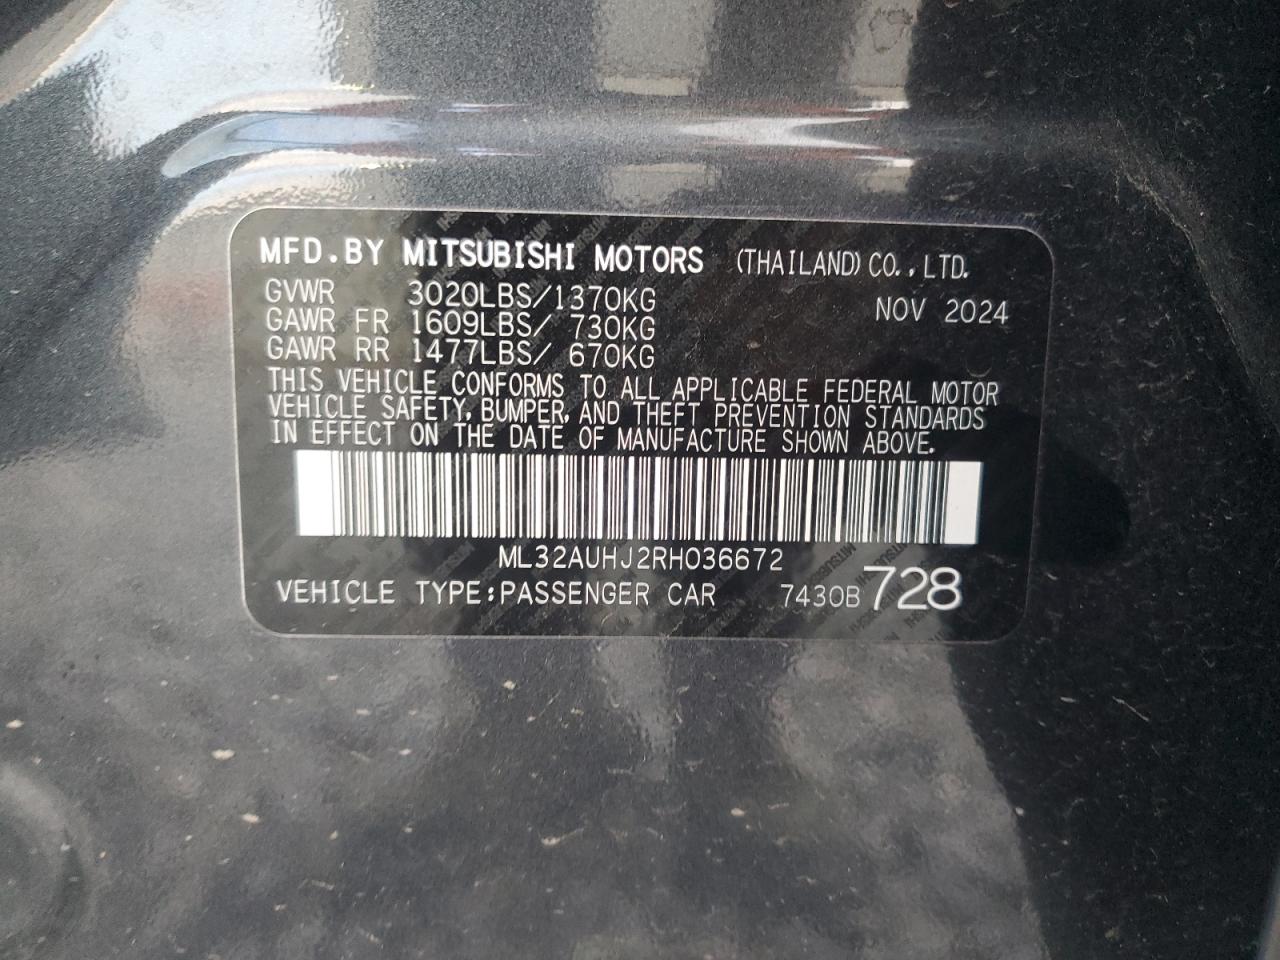 MFD.BY MITSUBISHI MOTORS (THAILAND) CO.,LTD.
GVWR 3020LBS/1370KG NOV 2024
GAWR FR 1609LBS/ 730KG
GAWR RR 1477LBS/ 670KG
THIS VEHICLE CONFORMS TO ALL APPLICABLE FEDERAL MOTOR
VEHICLE SAFETY, BUMPER, AND THEFT PREVENTION STANDARDS
IN EFFECT ON THE DATE OF MANUFACTURE SHOWN ABOVE.
ML32AUHJ2RH036672
VEHICLE TYPE:PASSENGER CAR 7430B 728